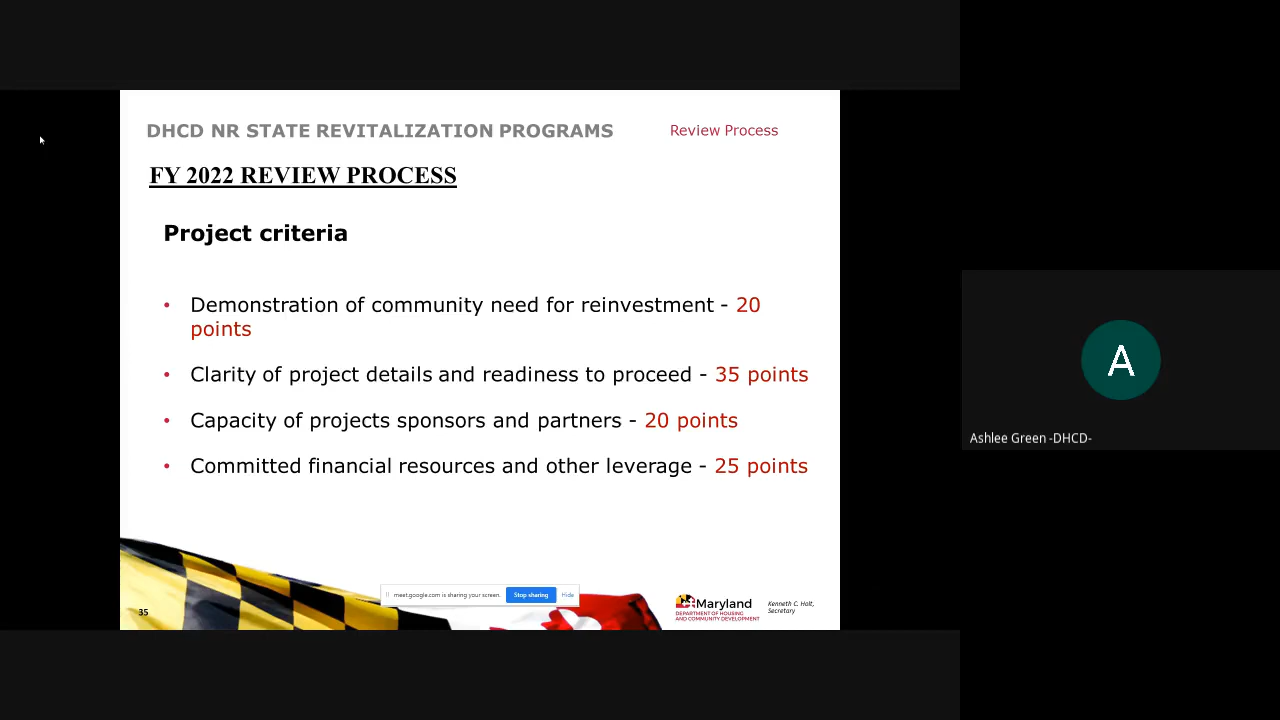 DHCD NR STATE REVITALIZATION PROGRAMS
Review Process
FY 2022 REVIEW PROCESS
Project criteria
• Demonstration of community need for reinvestment - 20
points
• Clarity of project details and readiness to proceed - 35 points
• Capacity of projects sponsors and partners - 20 points
• Committed financial resources and other leverage - 25 points
A
Ashlee Green -DHCD-
meet.google.com is sharing your screen.
Stop sharing
Hide
35
Maryland
DEPARTMENT OF HOUSING
AND COMMUNITY DEVELOPMENT
Kenneth C. Holt,
Secretary